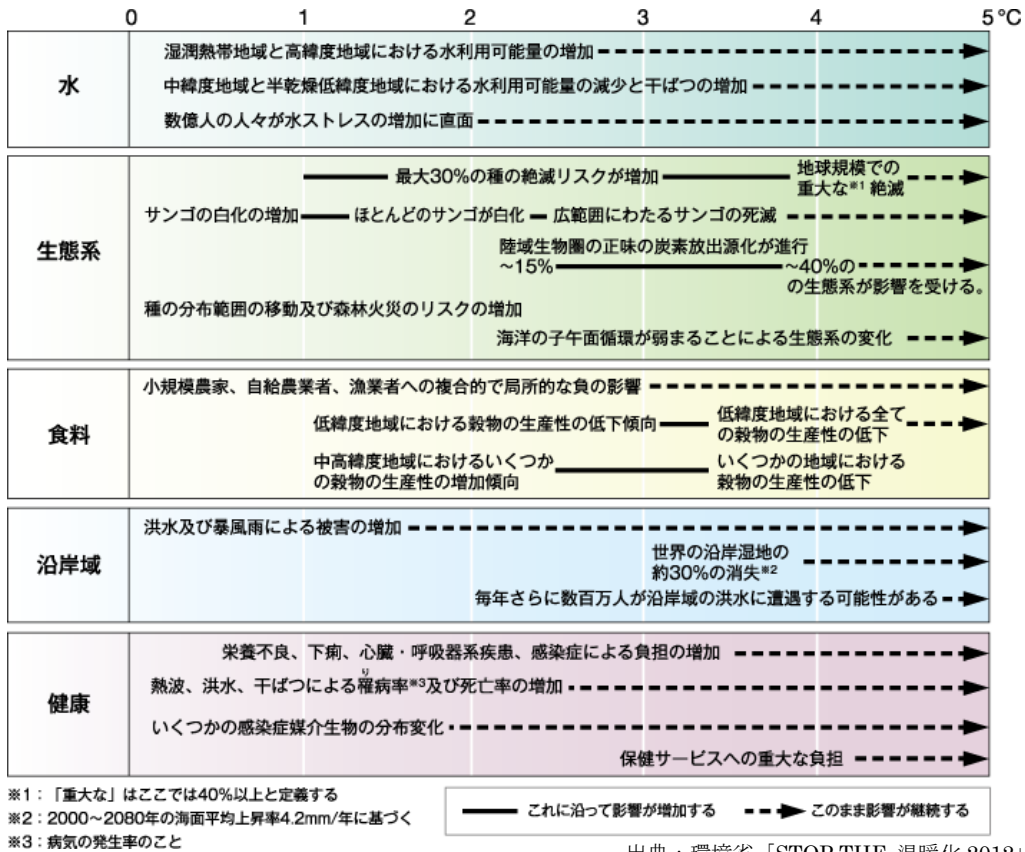 0 1 2 3 4 5℃
水
湿潤熱帯地域と高緯度地域における水利用可能量の増加
中緯度地域と半乾燥低緯度地域における水利用可能量の減少と干ばつの増加
数億人の人々が水ストレスの増加に直面
生態系
最大30%の種の絶滅リスクが増加
地球規模での
重大な※1 絶滅
サンゴの白化の増加 ほとんどのサンゴが白化 広範囲にわたるサンゴの死滅
陸域生物圏の正味の炭素放出源化が進行
~15% ~40%の
の生態系が影響を受ける。
種の分布範囲の移動及び森林火災のリスクの増加
海洋の子午面循環が弱まることによる生態系の変化
食料
小規模農家、自給農業者、漁業者への複合的で局所的な負の影響
低緯度地域における穀物の生産性の低下傾向
低緯度地域における全て
の穀物の生産性の低下
中高緯度地域におけるいくつか
の穀物の生産性の増加傾向
いくつかの地域における
穀物の生産性の低下
沿岸域
洪水及び暴風雨による被害の増加
世界の沿岸湿地の
約30%の消失※2
毎年さらに数百万人が沿岸域の洪水に遭遇する可能性がある
健康
栄養不良、下痢、心臓・呼吸器系疾患、感染症による負担の増加
り
熱波、洪水、干ばつによる罹病率※3及び死亡率の増加
いくつかの感染症媒介生物の分布変化
保健サービスへの重大な負担
※1:「重大な」はここでは40%以上と定義する
※2:2000~2080年の海面平均上昇率4.2mm/年に基づく
※3:病気の発生率のこと
これに沿って影響が増加する このまま影響が継続する
出典:環境省「STOP THE 温暖化 2012」